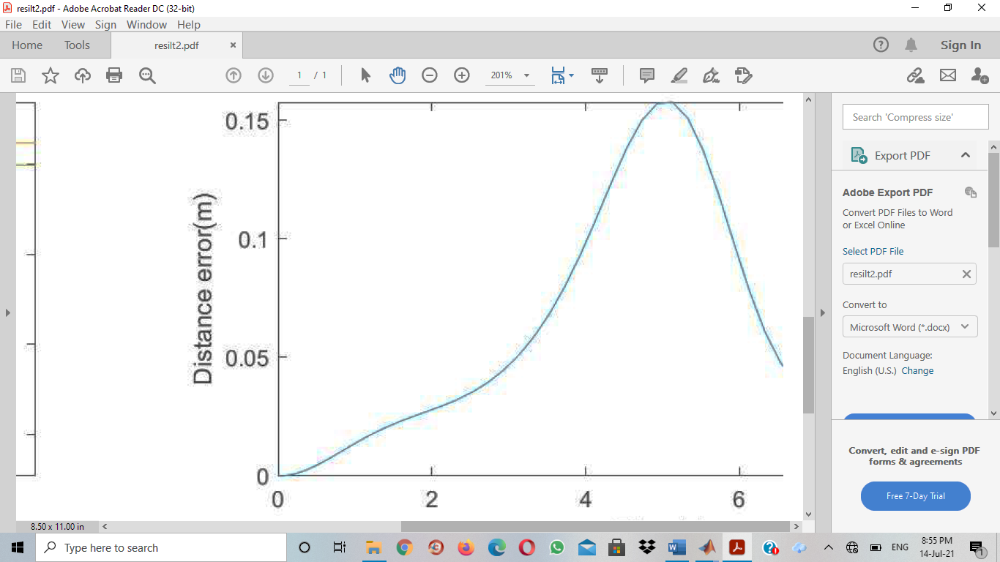 resilt2.pdf - Adobe Acrobat Reader DC (32-bit)
File Edit View Sign Window Help
Home Tools resilt2.pdf × Sign In
1 / 1 201%
Search 'Compress size'
Export PDF
Adobe Export PDF
Convert PDF Files to Word
or Excel Online
Select PDF File
resilt2.pdf
Convert to
Microsoft Word (*.docx)
Document Language:
English (U.S.) Change
Convert, edit and e-sign PDF
forms & agreements
Free 7-Day Trial
Distance error(m)
0.15
0.1
0.05
0
0 2 4 6
8.50 x 11.00 in
Type here to search
ENG
8:55 PM
14-Jul-21
1